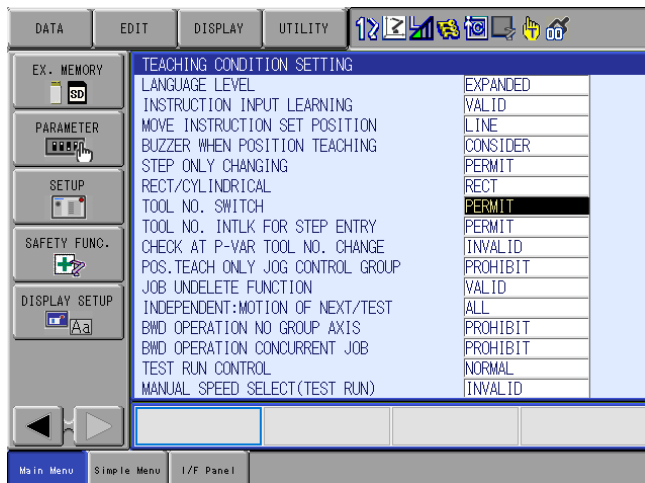 DATA
EDIT
DISPLAY
UTILITY
EX. MEMORY
SD
PARAMETER
SETUP
SAFETY FUNC.
DISPLAY SETUP
Aa
TEACHING CONDITION SETTING
LANGUAGE LEVEL EXPANDED
INSTRUCTION INPUT LEARNING VALID
MOVE INSTRUCTION SET POSITION LINE
BUZZER WHEN POSITION TEACHING CONSIDER
STEP ONLY CHANGING PERMIT
RECT/CYLINDRICAL RECT
TOOL NO. SWITCH PERMIT
TOOL NO. INTLK FOR STEP ENTRY PERMIT
CHECK AT P-VAR TOOL NO. CHANGE INVALID
POS.TEACH ONLY JOG CONTROL GROUP PROHIBIT
JOB UNDELETE FUNCTION VALID
INDEPENDENT:MOTION OF NEXT/TEST ALL
BWD OPERATION NO GROUP AXIS PROHIBIT
BWD OPERATION CONCURRENT JOB PROHIBIT
TEST RUN CONTROL NORMAL
MANUAL SPEED SELECT(TEST RUN) INVALID
Main Menu
Simple Menu
I/F Panel